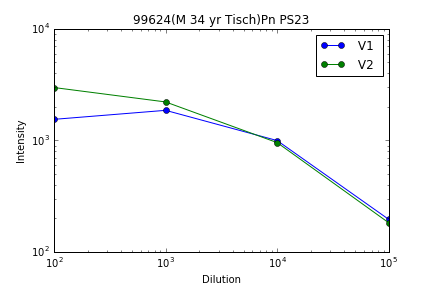 99624(M 34 yr Tisch)Pn PS23
V1
V2
10^4
10^3
10^2
Intensity
10^2 10^3 10^4 10^5
Dilution